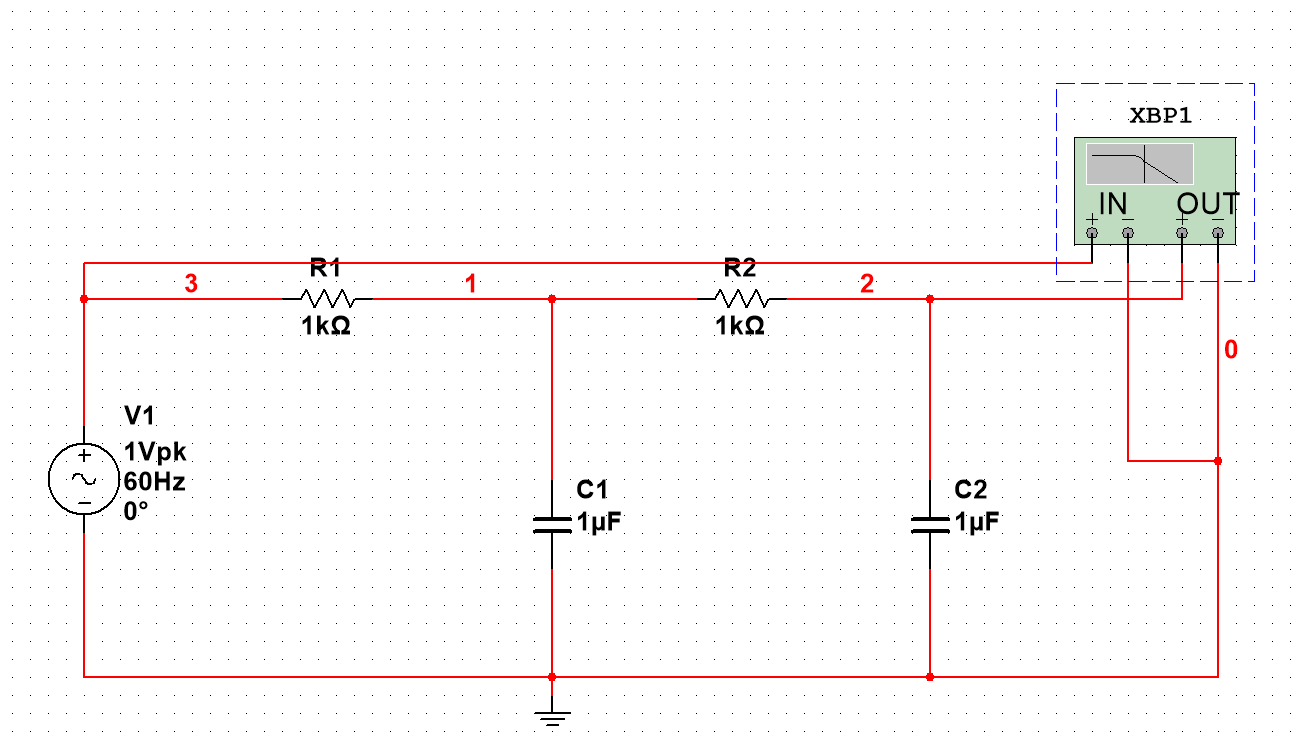 XBP1
IN OUT
+ − + −
R1
R2
3
1
2
1kΩ
1kΩ
0
V1
1Vpk
60Hz
0°
C1
1µF
C2
1µF